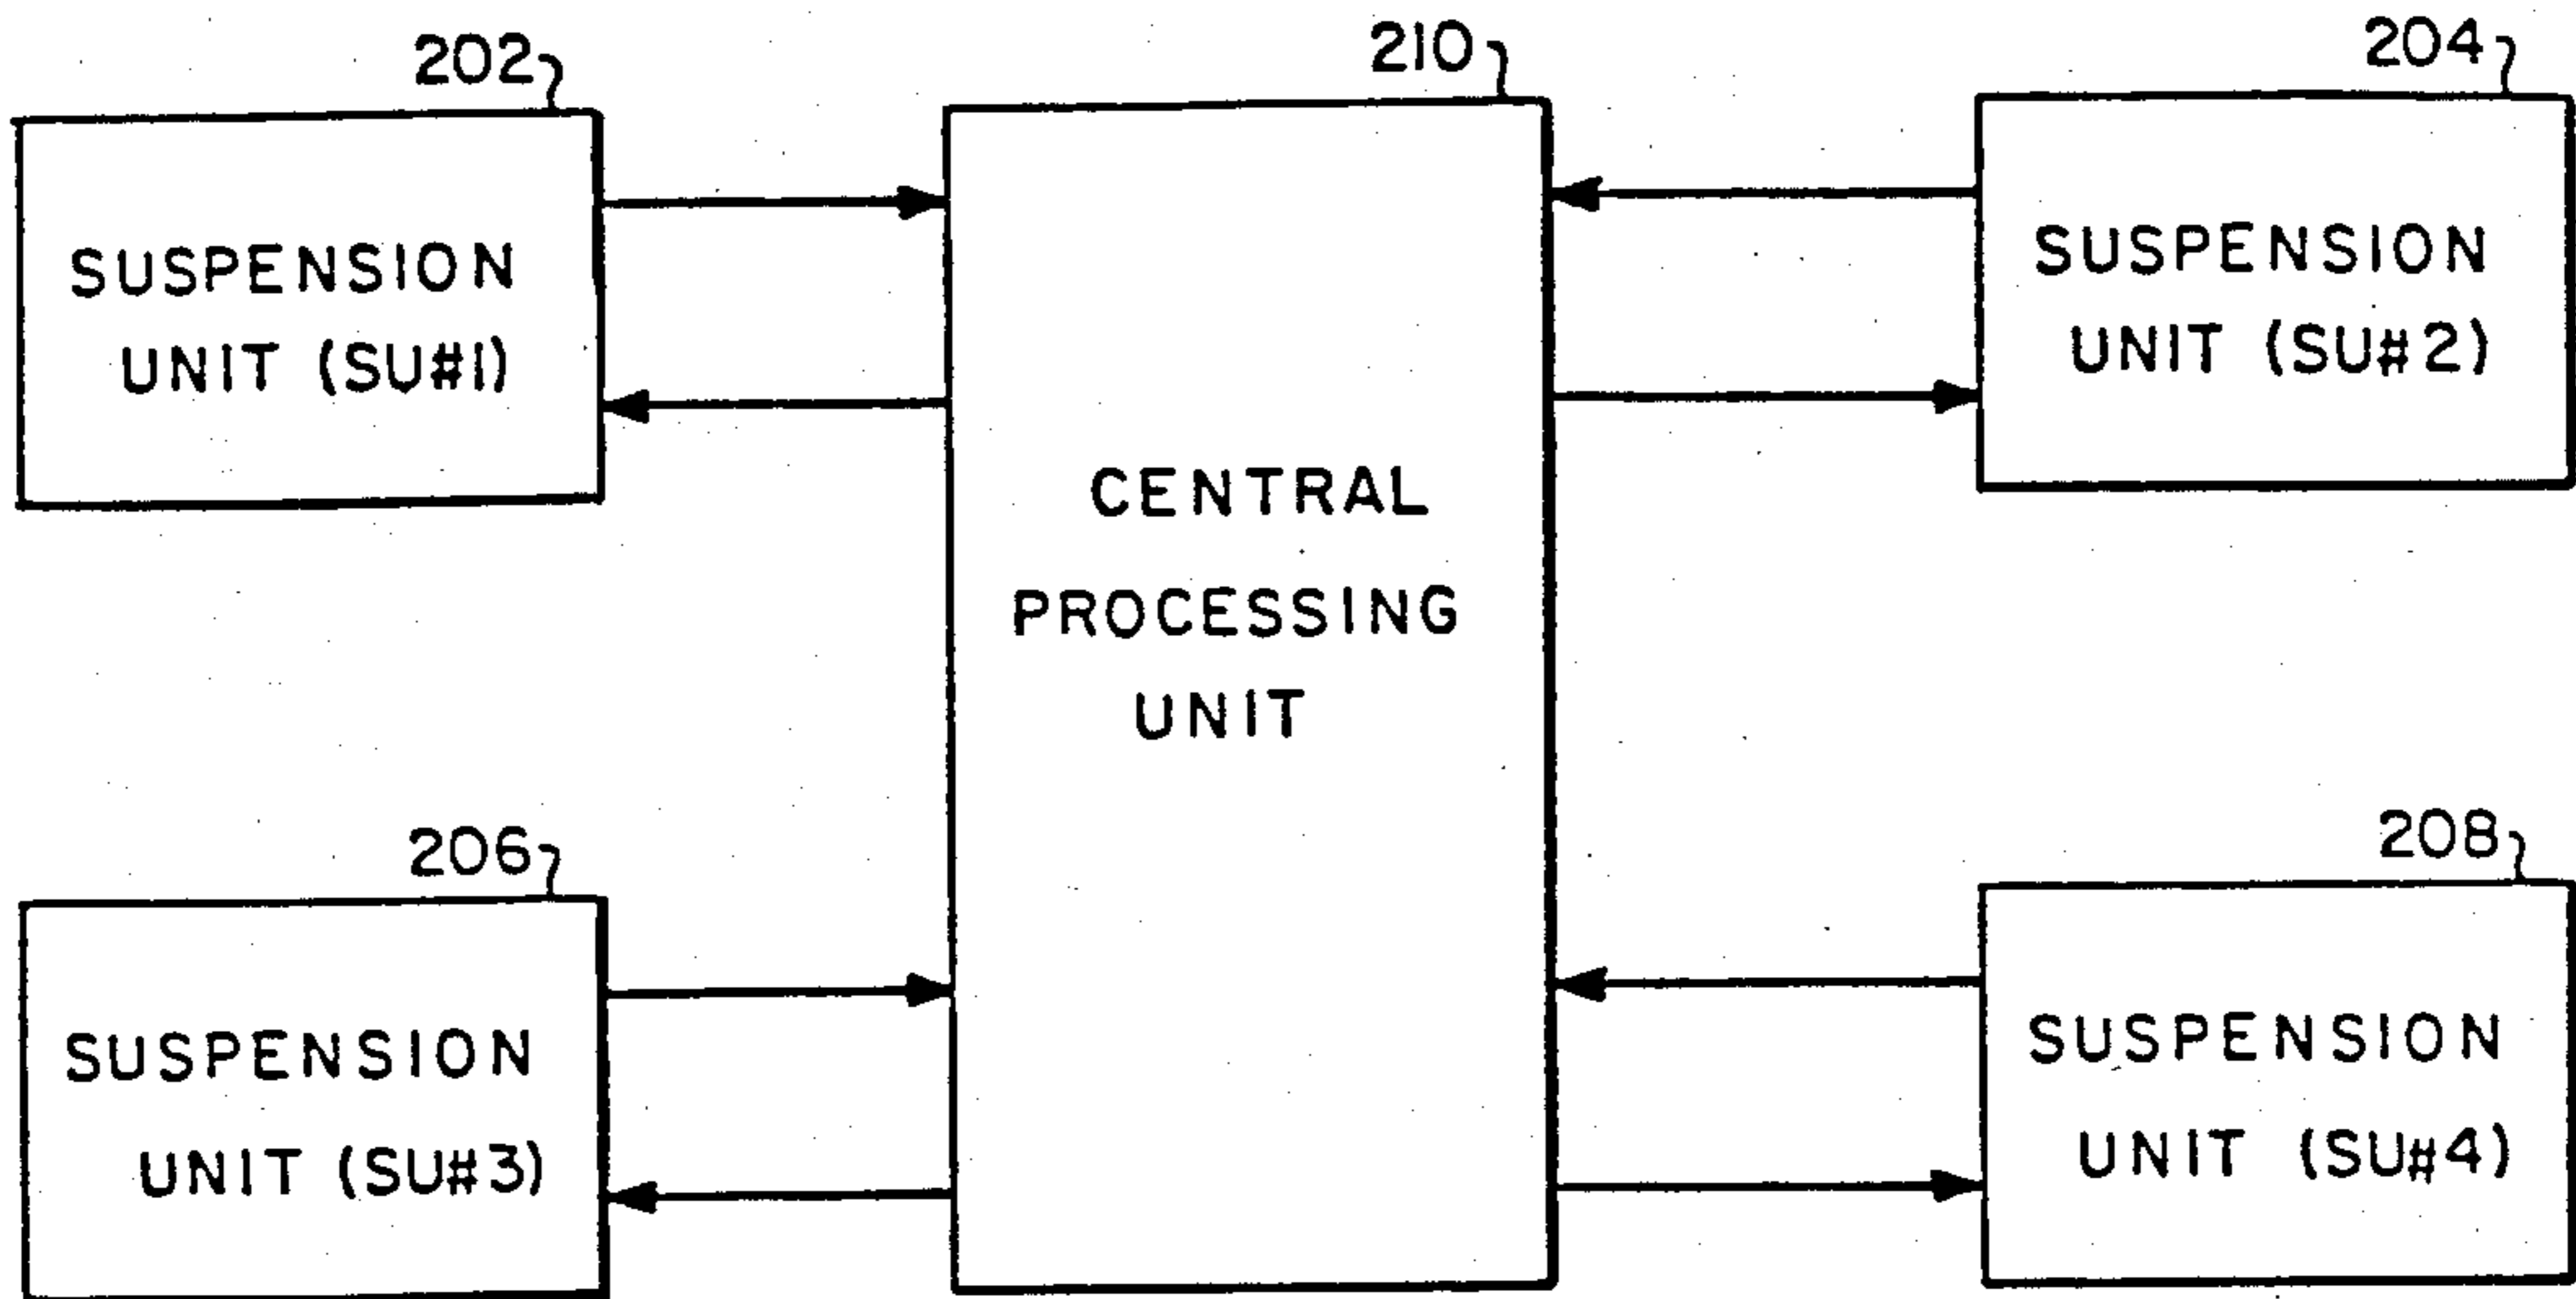 202
SUSPENSION
UNIT (SU#1)
210
CENTRAL
PROCESSING
UNIT
204
SUSPENSION
UNIT (SU#2)
206
SUSPENSION
UNIT (SU#3)
208
SUSPENSION
UNIT (SU#4)